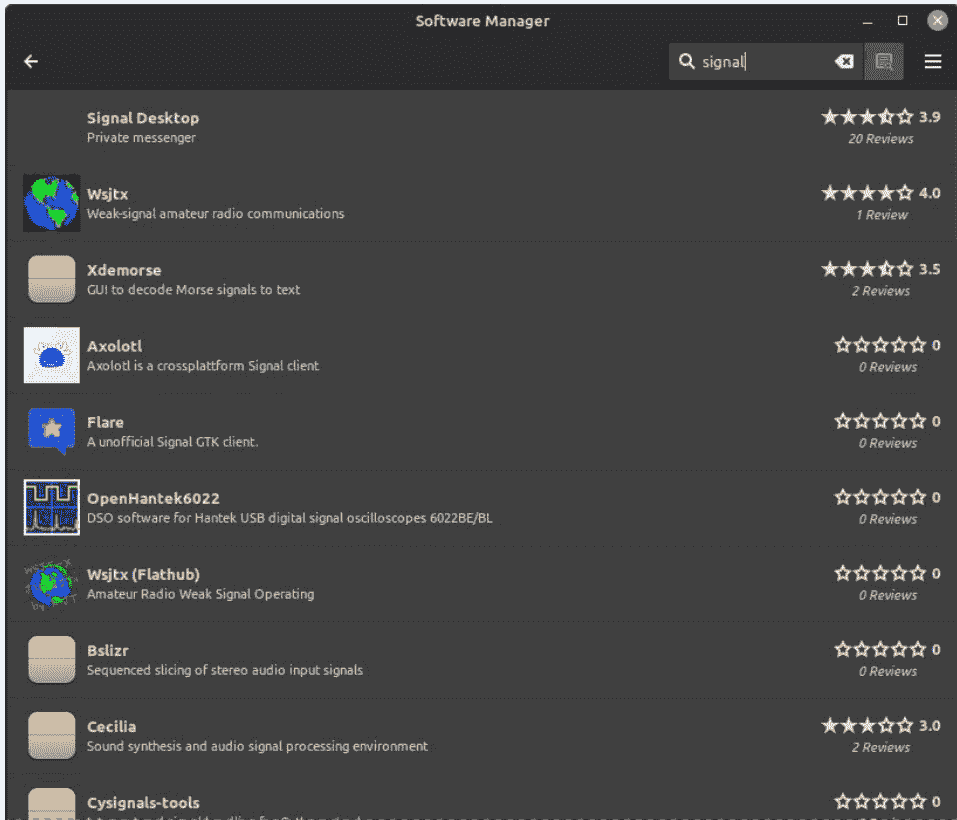 Software Manager
signal
Signal Desktop
3.9
Private messenger
20 Reviews
Wsjtx
4.0
Weak-signal amateur radio communications
1 Review
Xdemorse
3.5
GUI to decode Morse signals to text
2 Reviews
Axolotl
0
Axolotl is a crossplattform Signal client
0 Reviews
Flare
0
A unofficial Signal GTK client.
0 Reviews
OpenHantek6022
0
DSO software for Hantek USB digital signal oscilloscopes 6022BE/BL
0 Reviews
Wsjtx (Flathub)
0
Amateur Radio Weak Signal Operating
0 Reviews
Bslizr
0
Sequenced slicing of stereo audio input signals
0 Reviews
Cecilia
3.0
Sound synthesis and audio signal processing environment
2 Reviews
Cysignals-tools
0